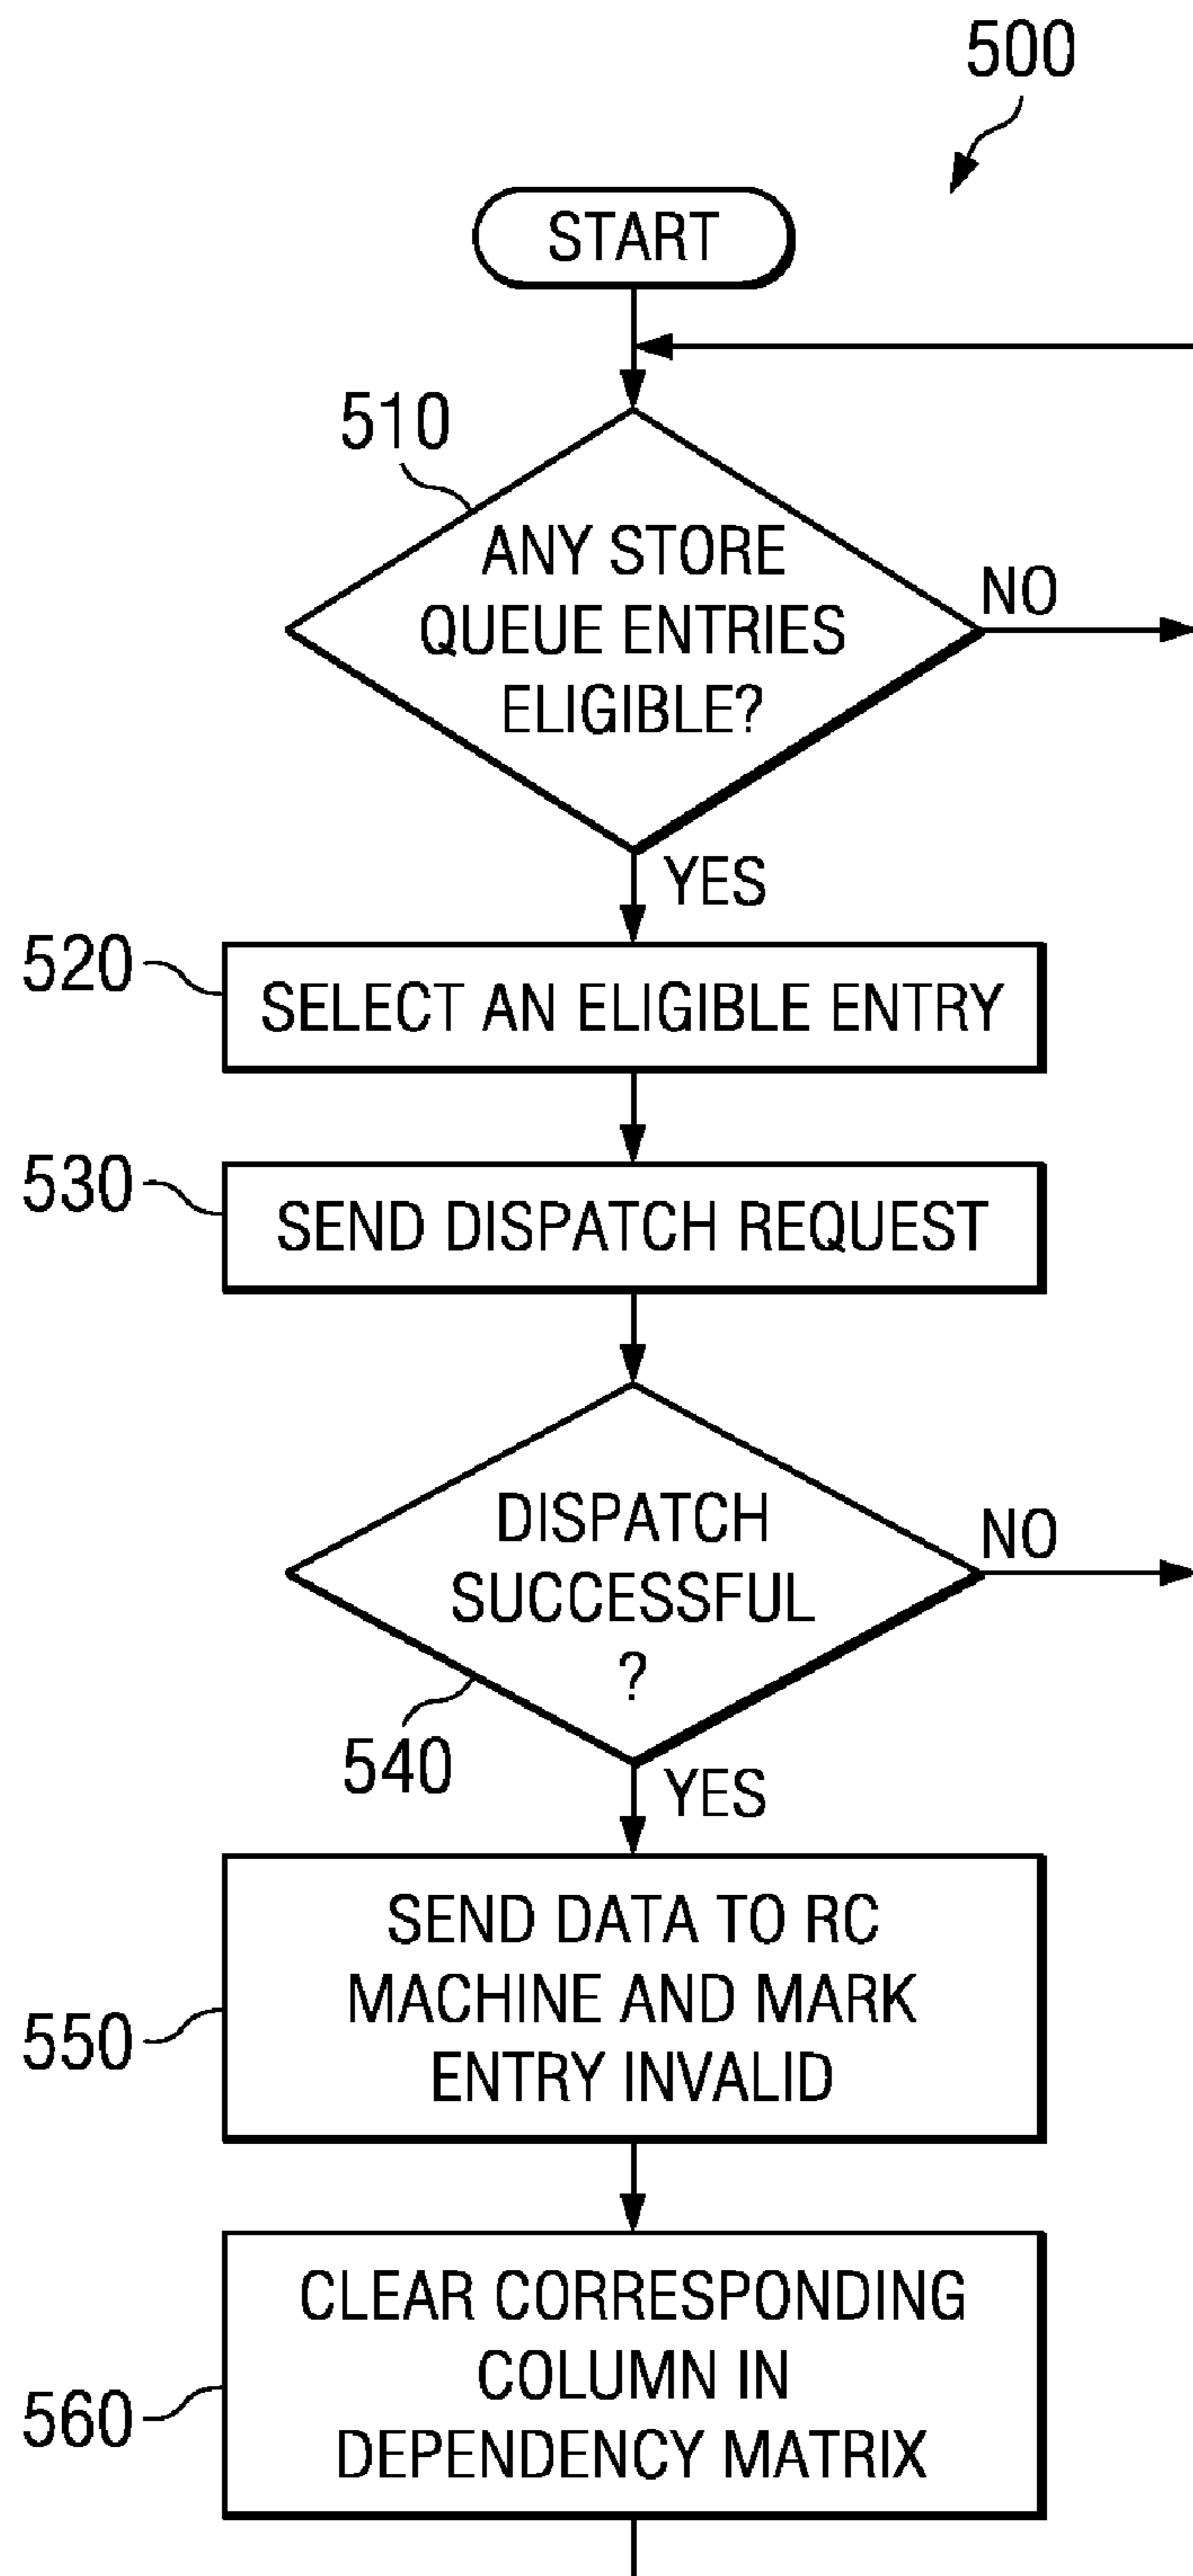 500
START
510
ANY STORE
QUEUE ENTRIES
ELIGIBLE?
NO
YES
520
SELECT AN ELIGIBLE ENTRY
530
SEND DISPATCH REQUEST
DISPATCH
SUCCESSFUL
?
NO
540
YES
SEND DATA TO RC
MACHINE AND MARK
ENTRY INVALID
550
CLEAR CORRESPONDING
COLUMN IN
DEPENDENCY MATRIX
560